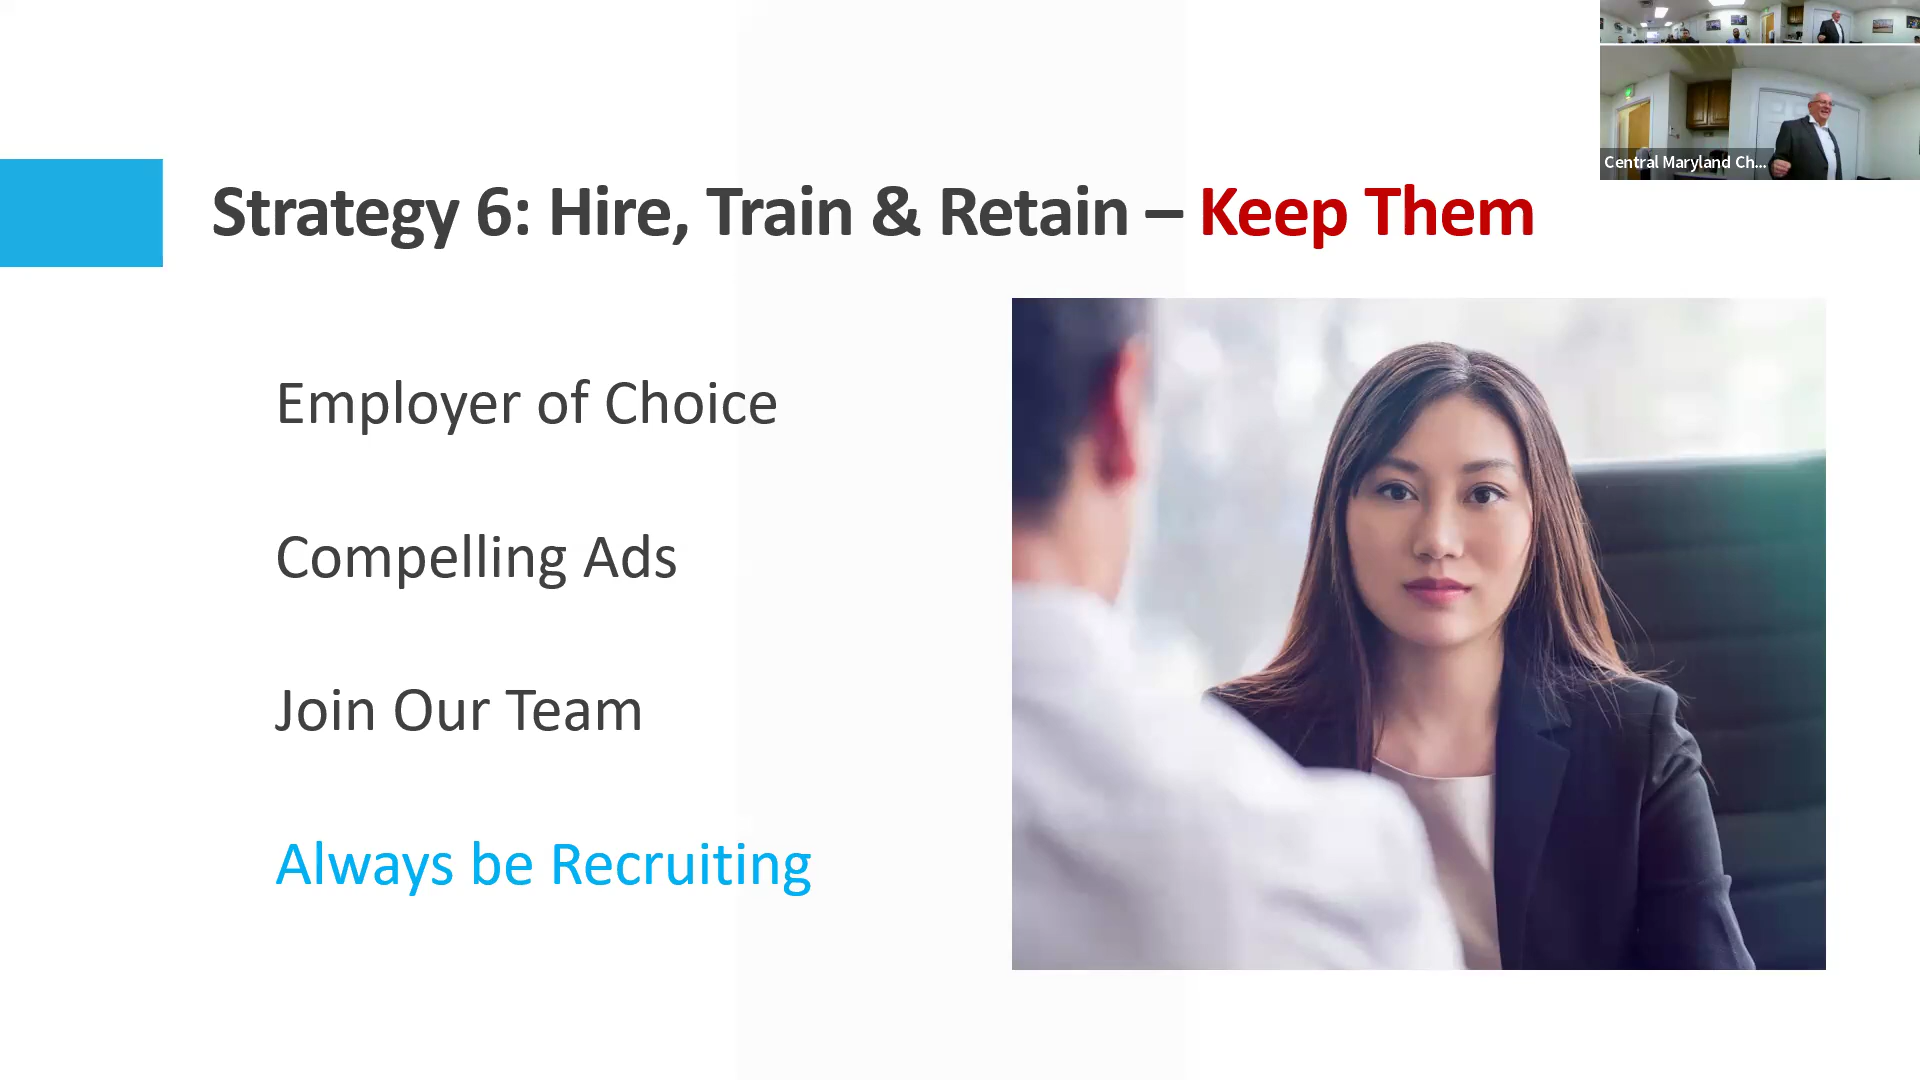 Central Maryland Ch...
Strategy 6: Hire, Train & Retain – Keep Them
Employer of Choice
Compelling Ads
Join Our Team
Always be Recruiting